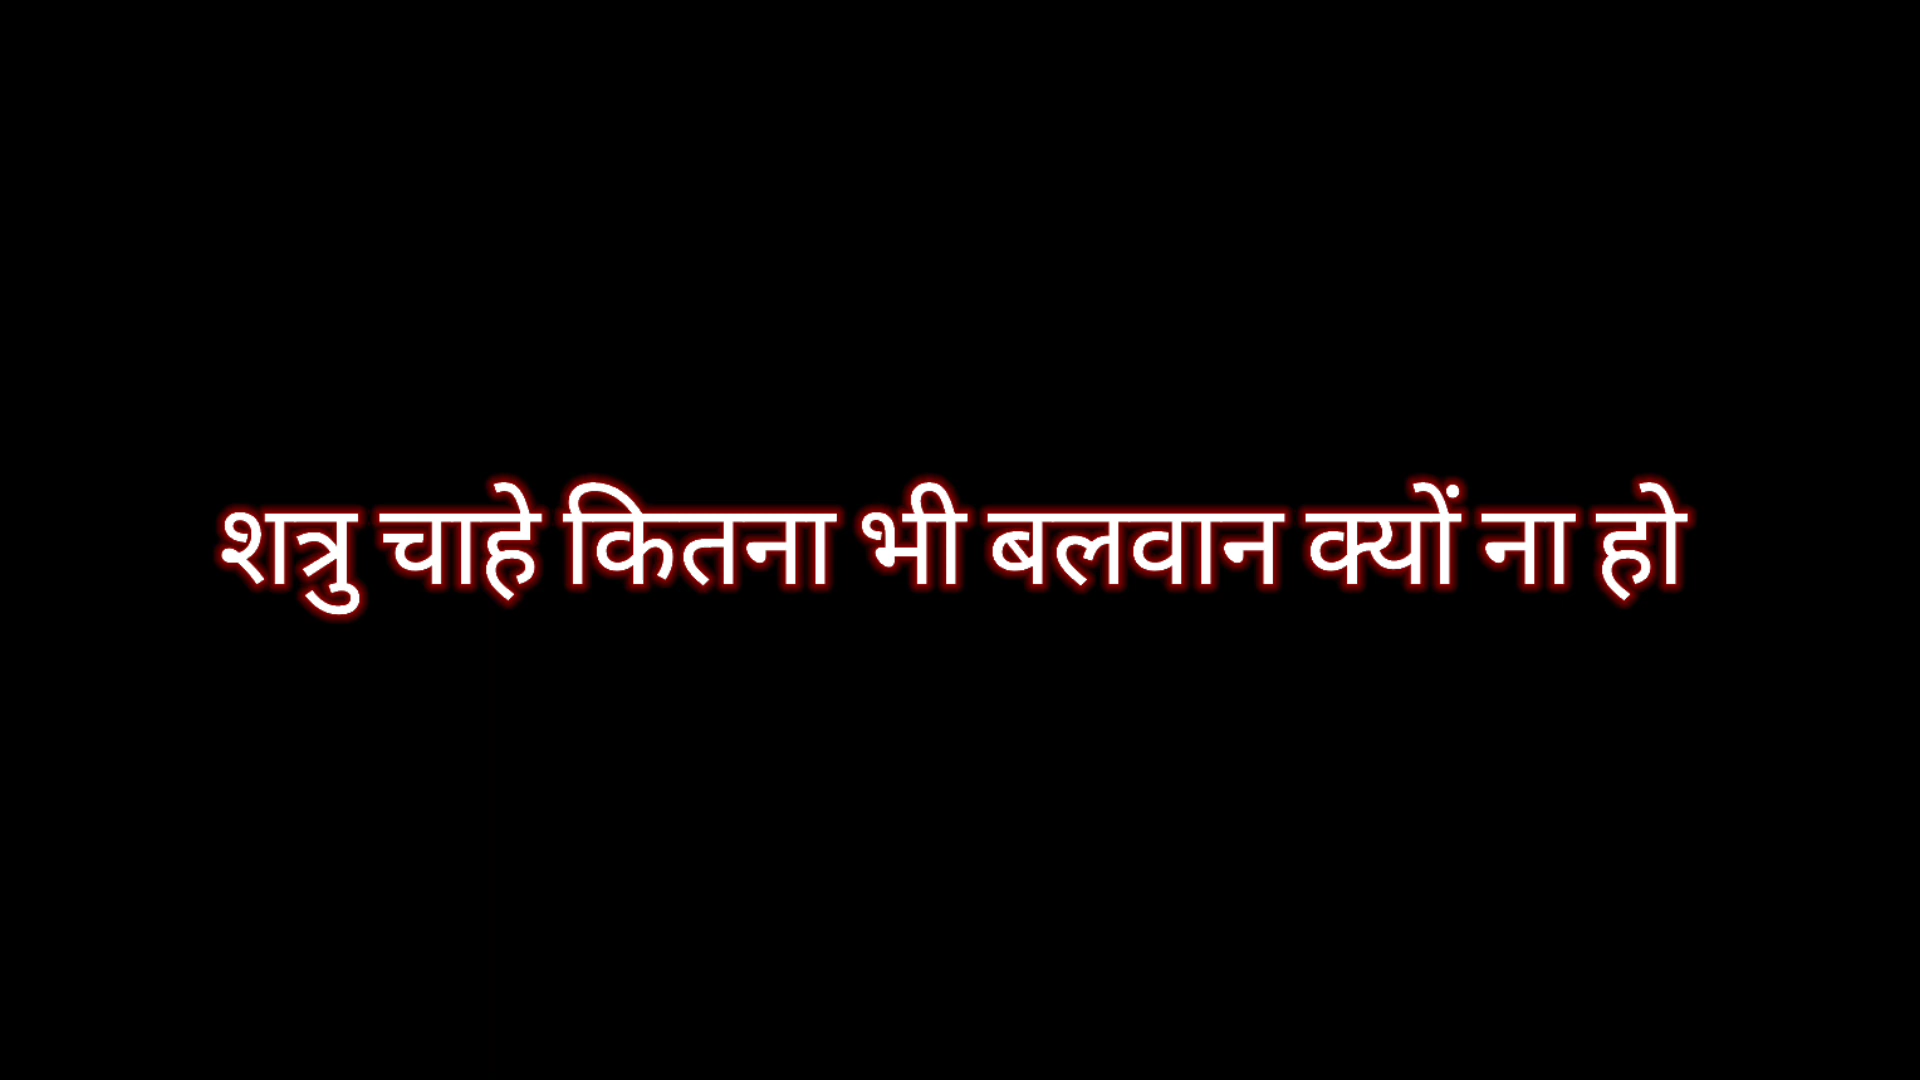 शत्रु चाहे कितना भी बलवान क्यों ना हो